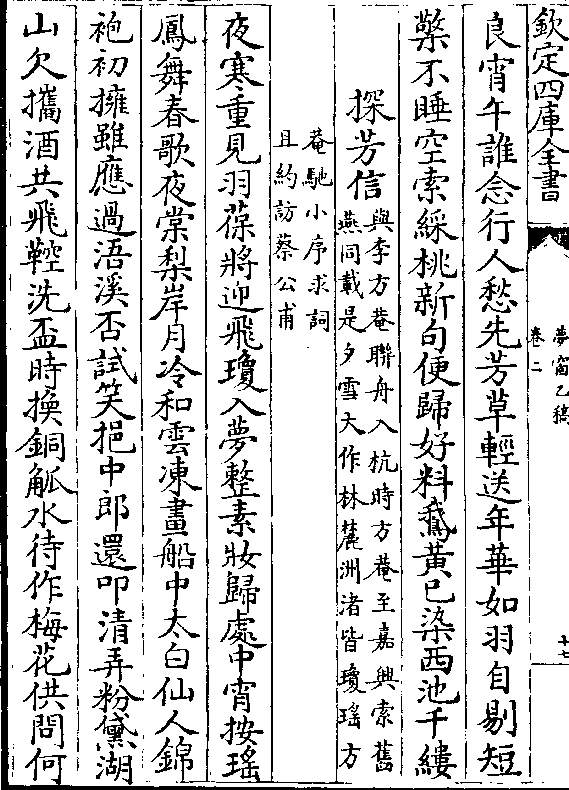 欽定四庫全書
夢窗乙稿
卷二
十七
良宵午誰念行人愁先芳草輕送年華如羽自剔短
檠不睡空索綵桃新句便歸好料鵞黃已染西池千縷
探芳信
與李方菴聯舟入杭時方菴至嘉興索舊
燕同載是夕雪大作林麓洲渚皆瓊瑤方
菴馳小序求詞
且約訪蔡公甫
夜寒重見羽葆將迎飛瓊入夢整素妝歸處中宵按瑤
鳳舞春歌夜棠梨岸月冷和雲凍畫船中太白仙人錦
袍初擁雖應過浯溪否試笑挹中郎還叩清弄粉黛湖
山欠攜酒共飛鞚洗盃時換銅觚水待作梅花供問何